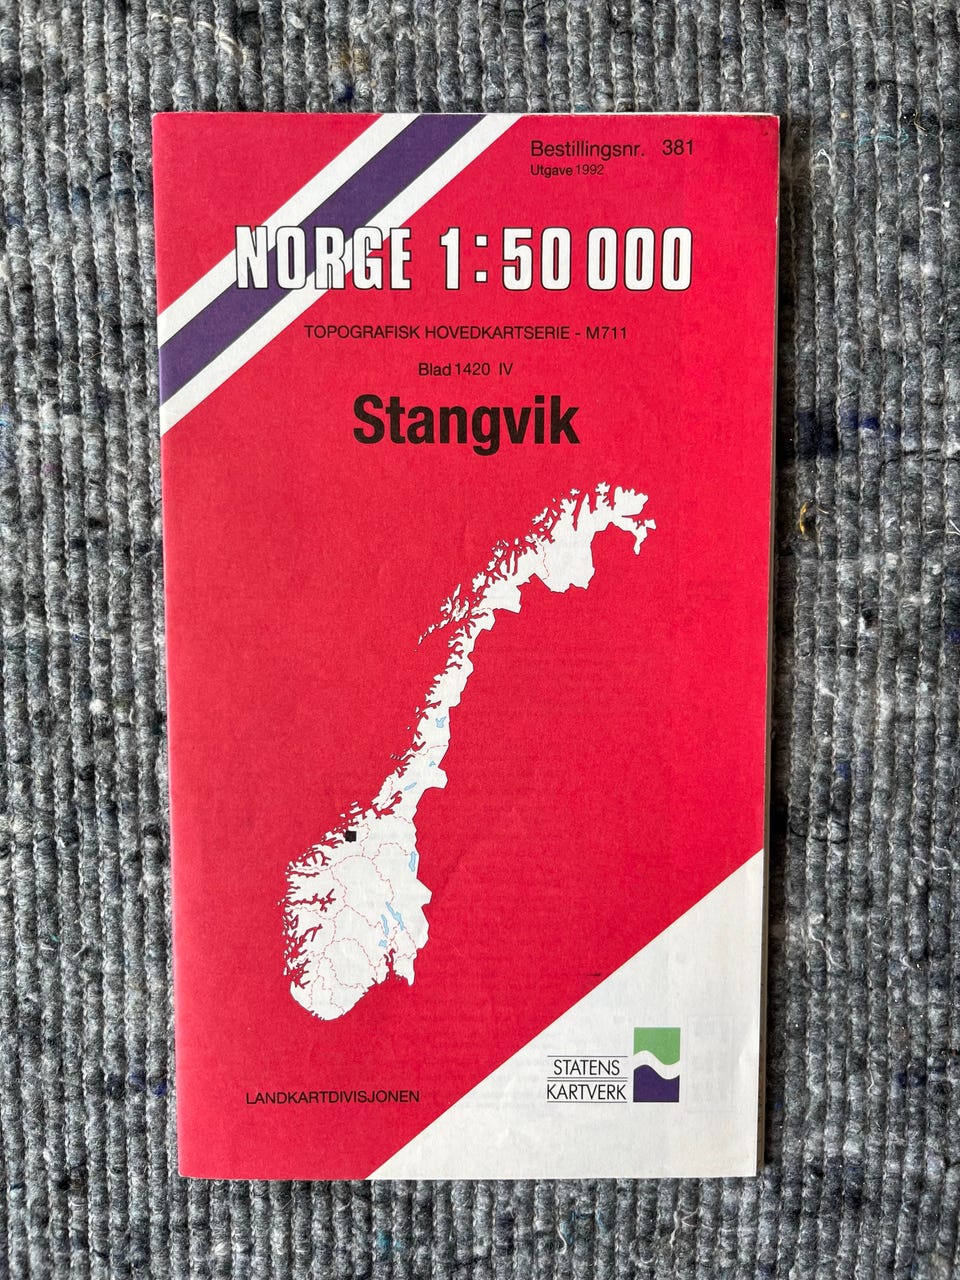 Bestillingsnr. 381
Utgave 1992
NORGE 1:50 000
TOPOGRAFISK HOVEDKARTSERIE - M711
Blad 1420 IV
Stangvik
STATENS
KARTVERK
LANDKARTDIVISJONEN